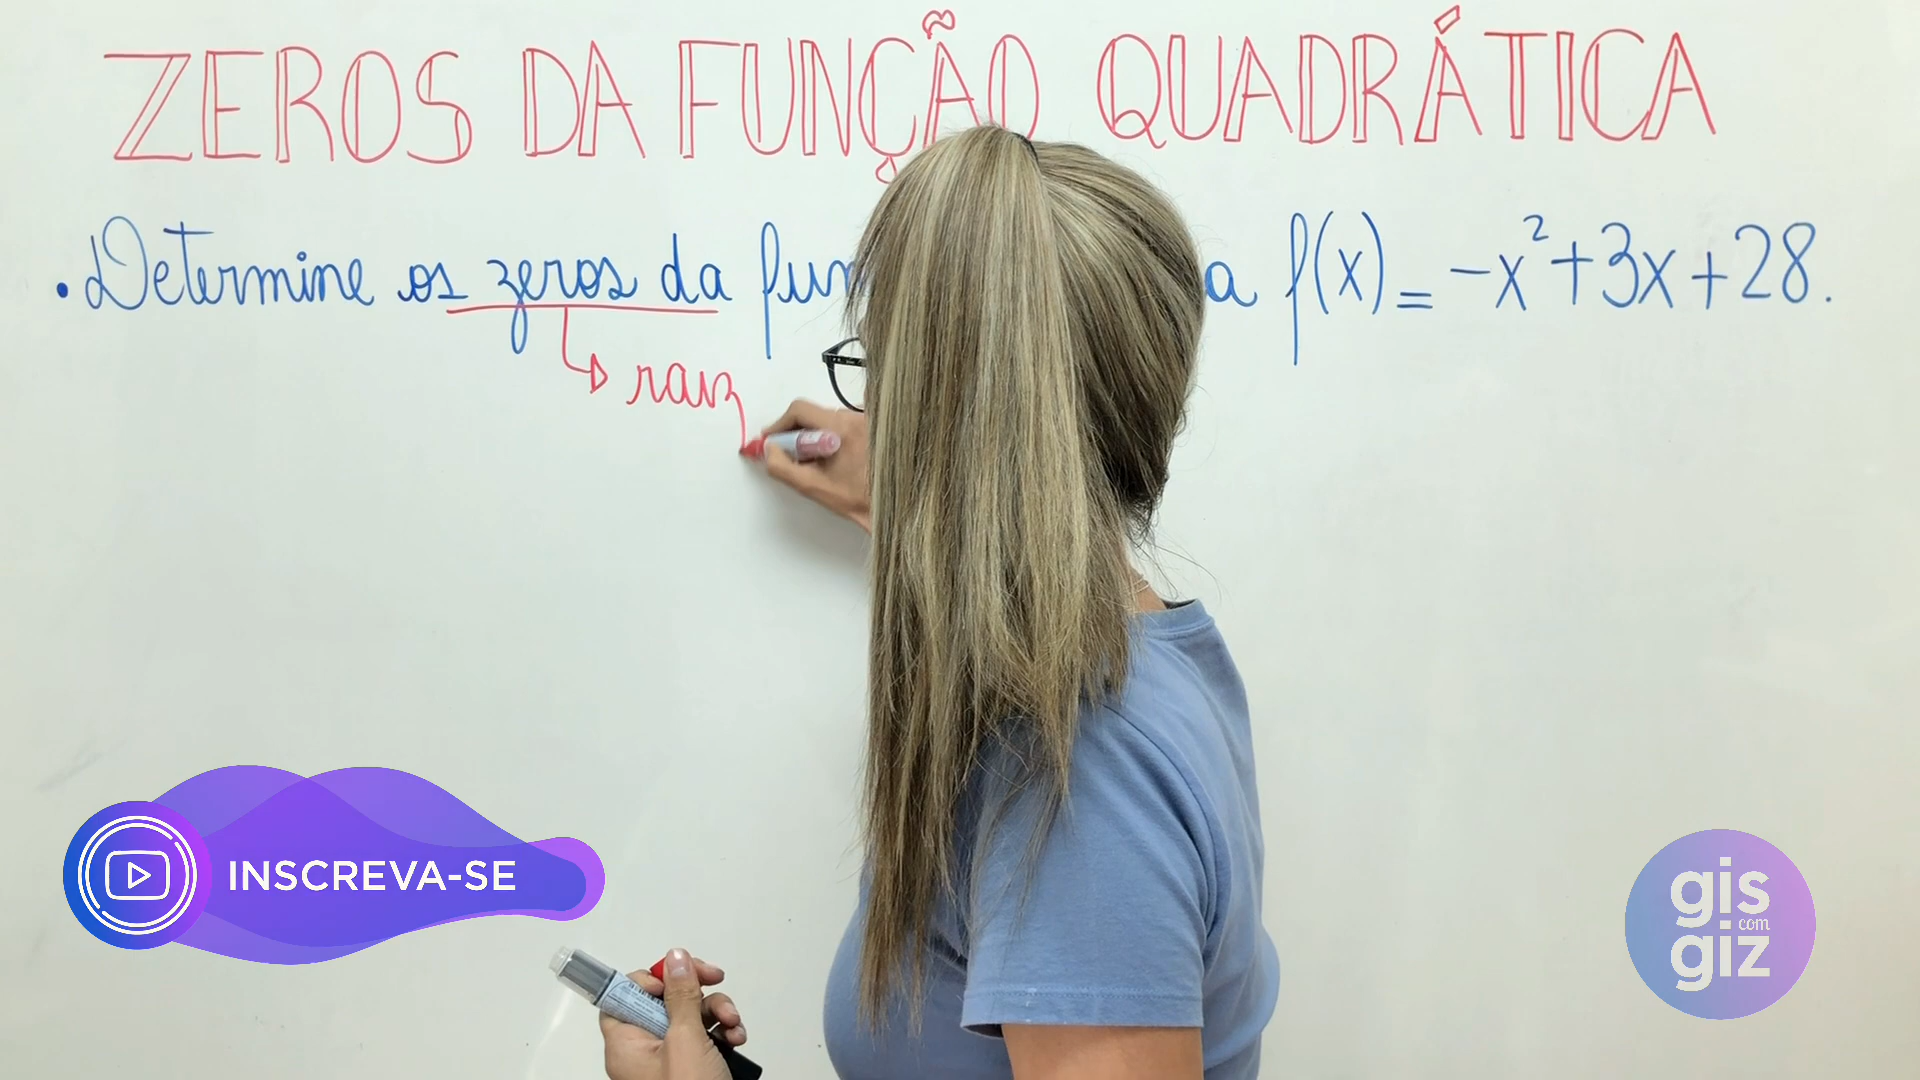 ZEROS DA FUNÇÃO QUADRÁTICA
• Determine os zeros da fun a f(x) = -x²+3x+28.
raiz
INSCREVA-SE
gis
com
giz